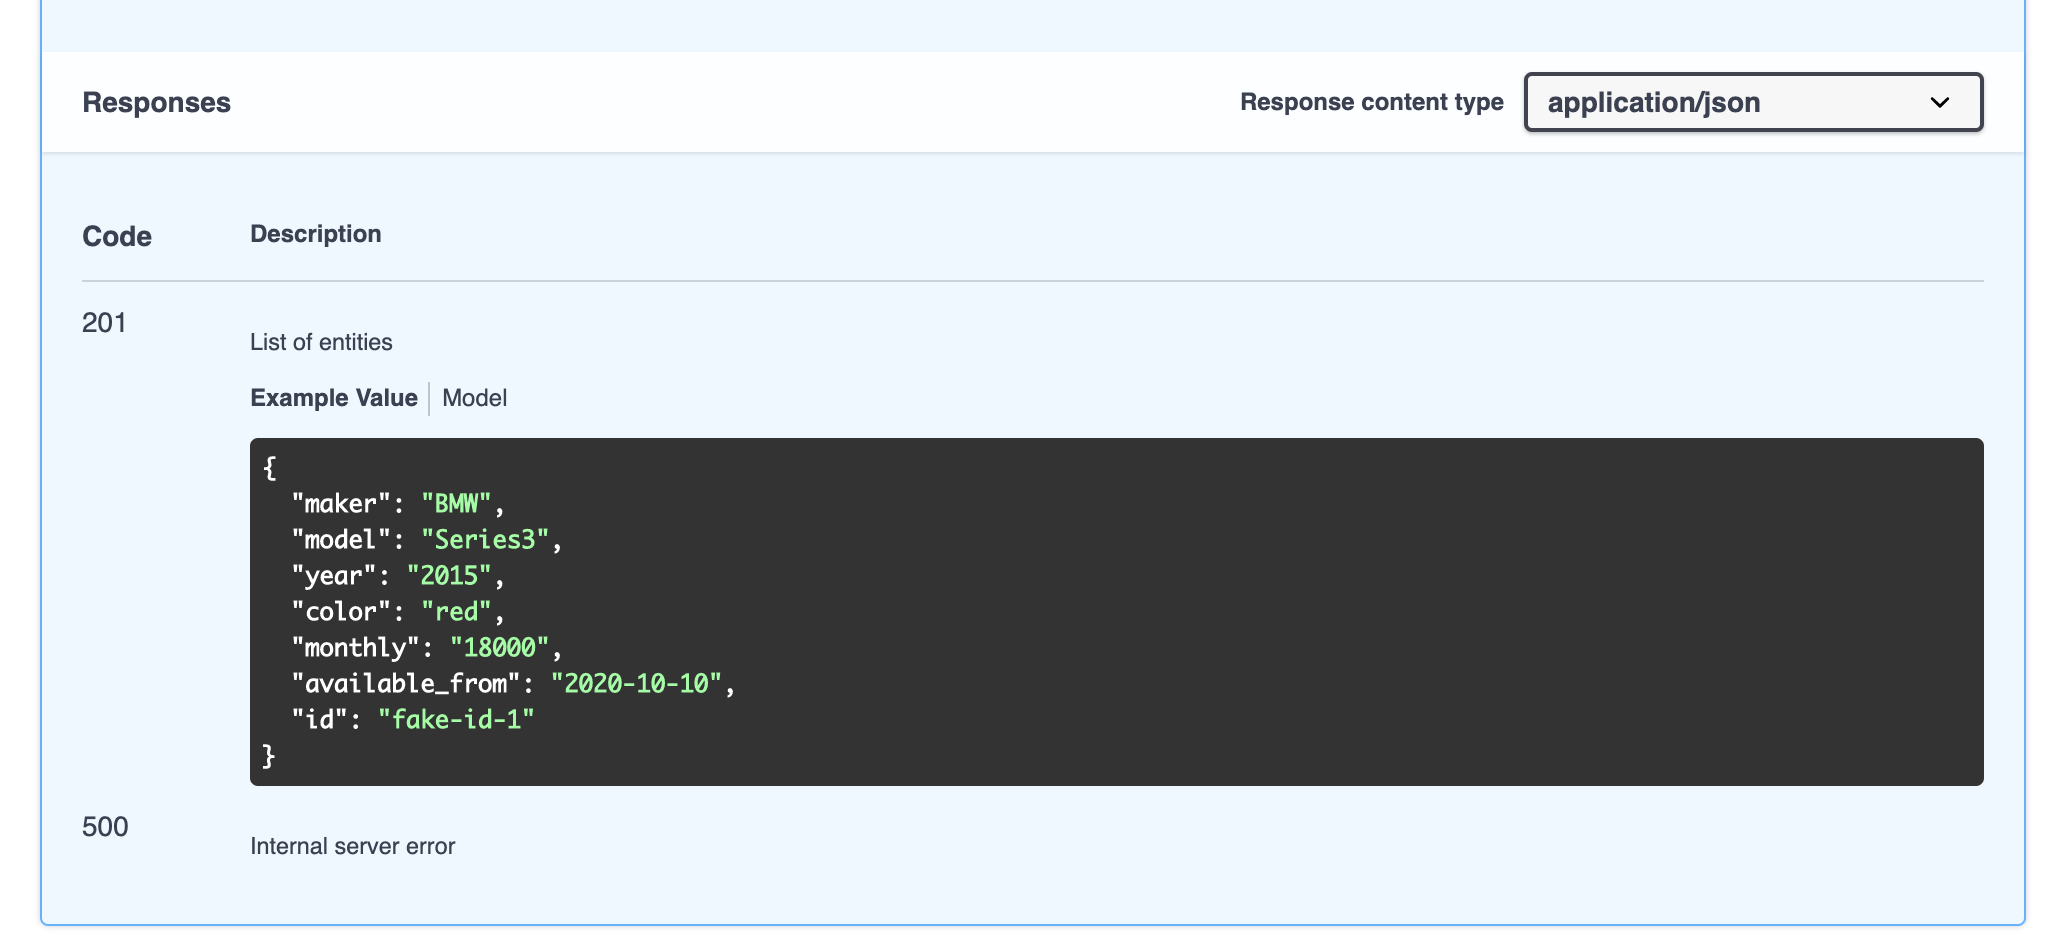 Responses
Response content type
application/json
Code
Description
201
List of entities
Example Value
Model
{
  "maker": "BMW",
  "model": "Series3",
  "year": "2015",
  "color": "red",
  "monthly": "18000",
  "available_from": "2020-10-10",
  "id": "fake-id-1"
}
500
Internal server error